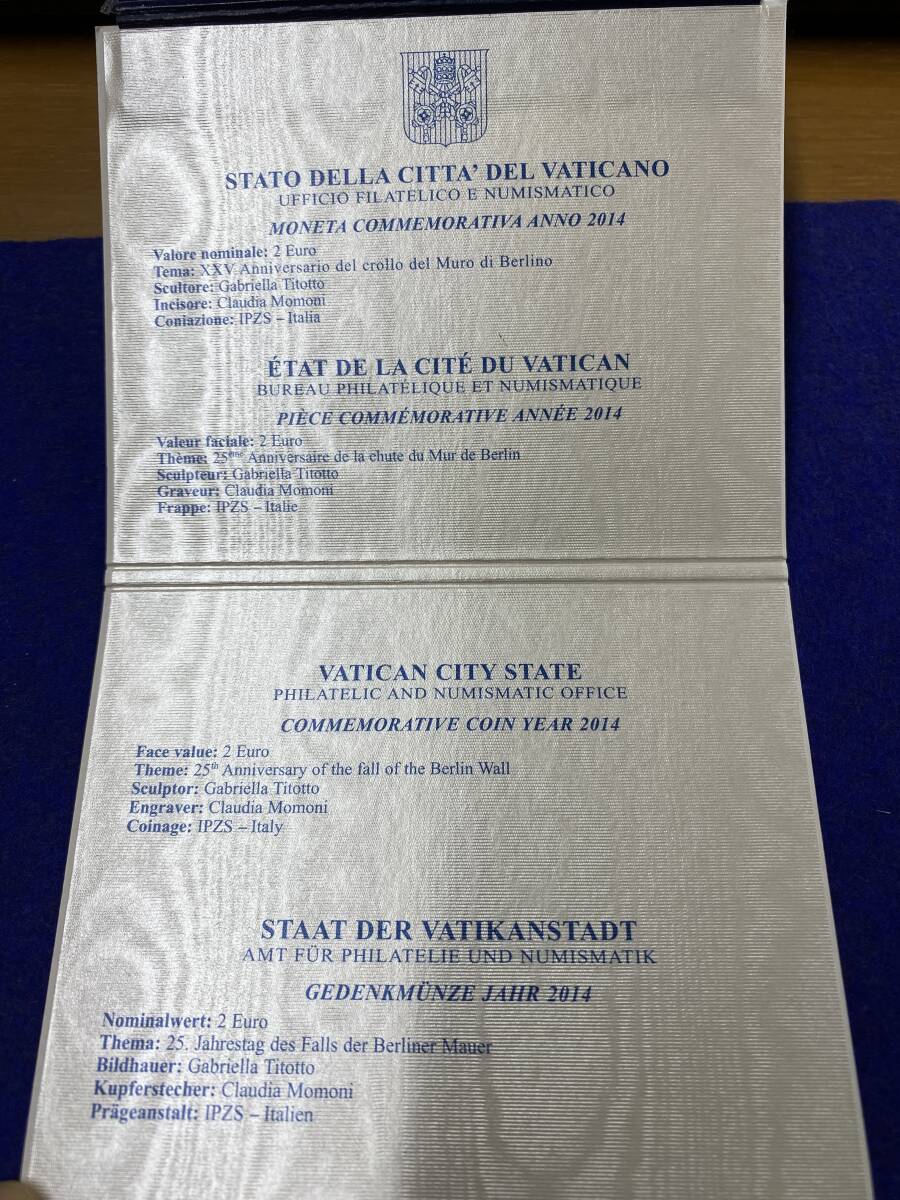 STATO DELLA CITTA' DEL VATICANO
UFFICIO FILATELICO E NUMISMATICO
MONETA COMMEMORATIVA ANNO 2014
Valore nominale: 2 Euro
Tema: XXV Anniversario del crollo del Muro di Berlino
Scultore: Gabriella Titotto
Incisore: Claudia Momoni
Coniazione: IPZS – Italia
ÉTAT DE LA CITÉ DU VATICAN
BUREAU PHILATÉLIQUE ET NUMISMATIQUE
PIÈCE COMMÉMORATIVE ANNÉE 2014
Valeur faciale: 2 Euro
Thème: 25ème Anniversaire de la chute du Mur de Berlin
Sculpteur: Gabriella Titotto
Graveur: Claudia Momoni
Frappe: IPZS – Italie
VATICAN CITY STATE
PHILATELIC AND NUMISMATIC OFFICE
COMMEMORATIVE COIN YEAR 2014
Face value: 2 Euro
Theme: 25th Anniversary of the fall of the Berlin Wall
Sculptor: Gabriella Titotto
Engraver: Claudia Momoni
Coinage: IPZS – Italy
STAAT DER VATIKANSTADT
AMT FÜR PHILATELIE UND NUMISMATIK
GEDENKMÜNZE JAHR 2014
Nominalwert: 2 Euro
Thema: 25. Jahrestag des Falls der Berliner Mauer
Bildhauer: Gabriella Titotto
Kupferstecher: Claudia Momoni
Prägeanstalt: IPZS – Italien